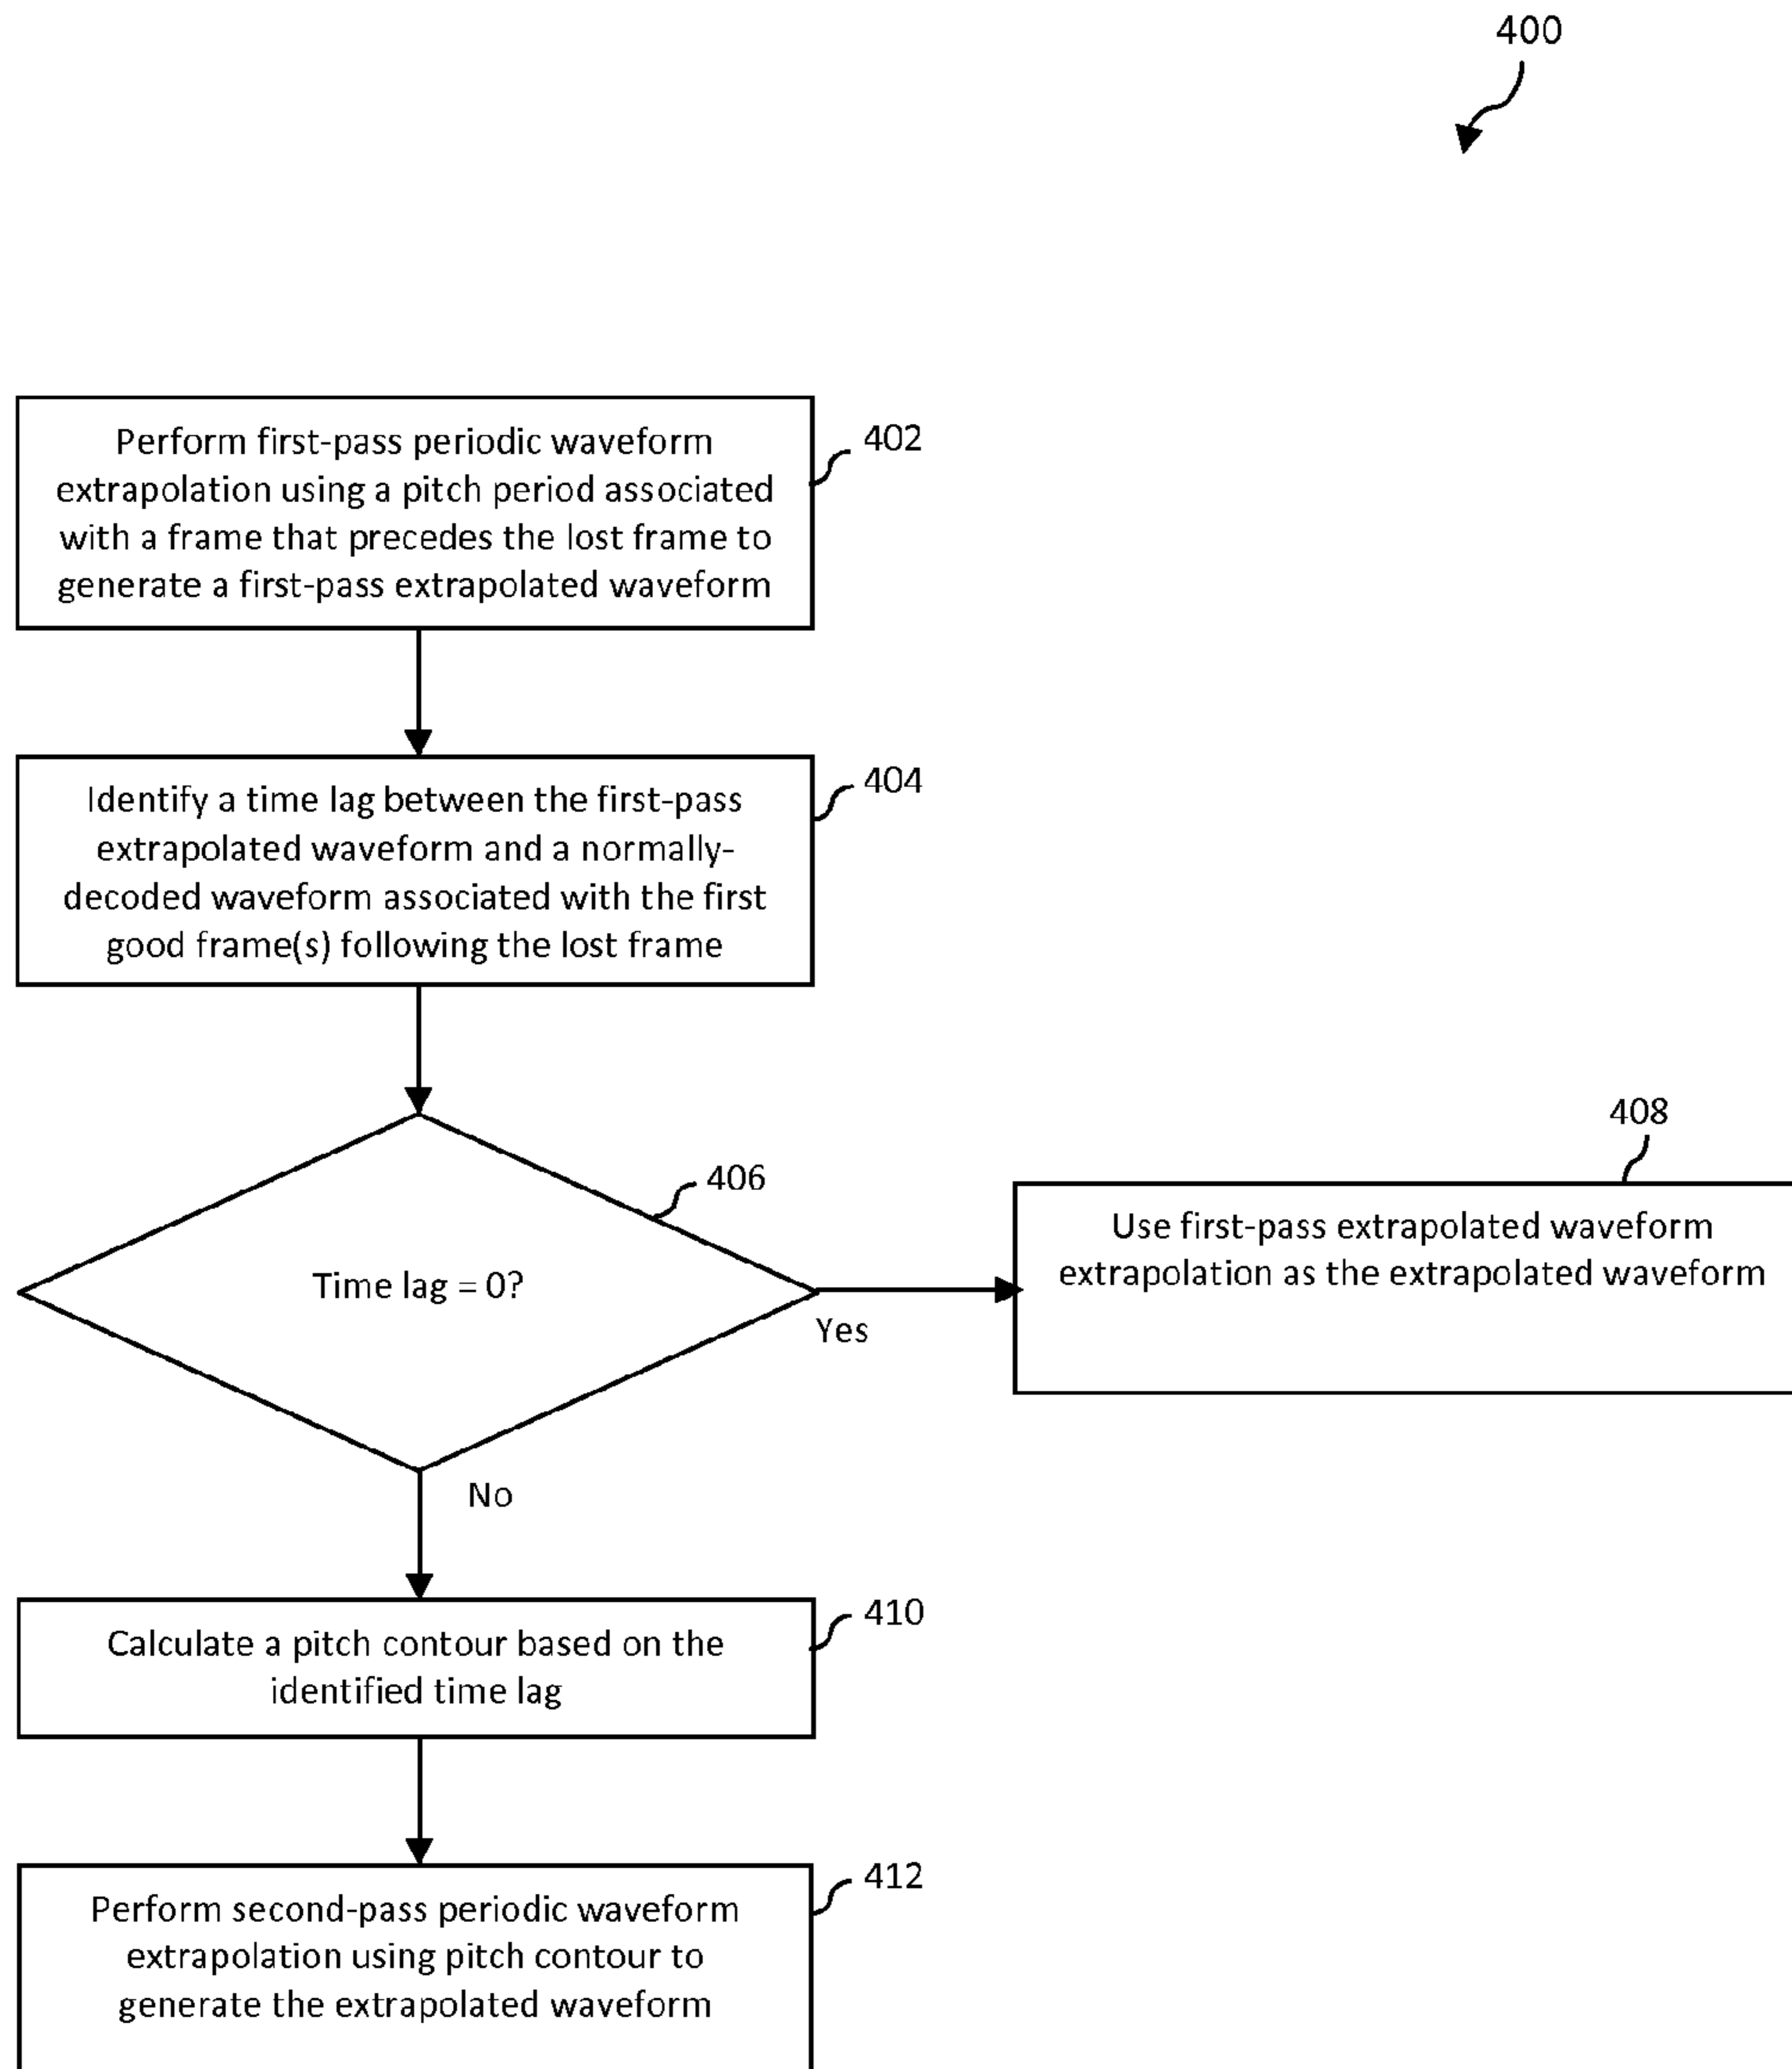 400
Perform first-pass periodic waveform
extrapolation using a pitch period associated
with a frame that precedes the lost frame to
generate a first-pass extrapolated waveform
402
Identify a time lag between the first-pass
extrapolated waveform and a normally-
decoded waveform associated with the first
good frame(s) following the lost frame
404
Time lag = 0?
406
Yes
408
Use first-pass extrapolated waveform
extrapolation as the extrapolated waveform
No
Calculate a pitch contour based on the
identified time lag
410
Perform second-pass periodic waveform
extrapolation using pitch contour to
generate the extrapolated waveform
412